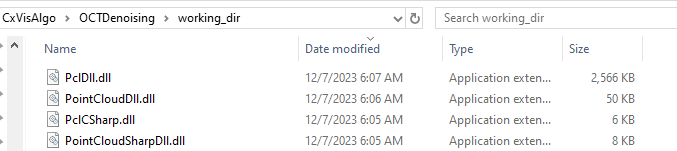 CxVisAlgo > OCTDenoising > working_dir
Search working_dir
Name Date modified Type Size
PclDll.dll 12/7/2023 6:07 AM Application exten... 2,566 KB
PointCloudDll.dll 12/7/2023 6:06 AM Application exten... 50 KB
PclCSharp.dll 12/7/2023 6:05 AM Application exten... 6 KB
PointCloudSharpDll.dll 12/7/2023 6:05 AM Application exten... 8 KB